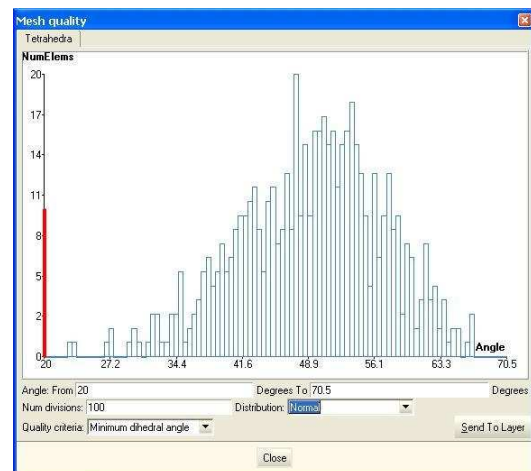 Mesh quality
Tetrahedra
NumElems
20
17
14
11
8
5
2
0
20 27.2 34.4 41.6 48.9 56.1 63.3 70.5
Angle
Angle: From 20 Degrees To 70.5 Degrees
Num divisions: 100 Distribution: Normal
Quality criteria: Minimum dihedral angle Send To Layer
Close